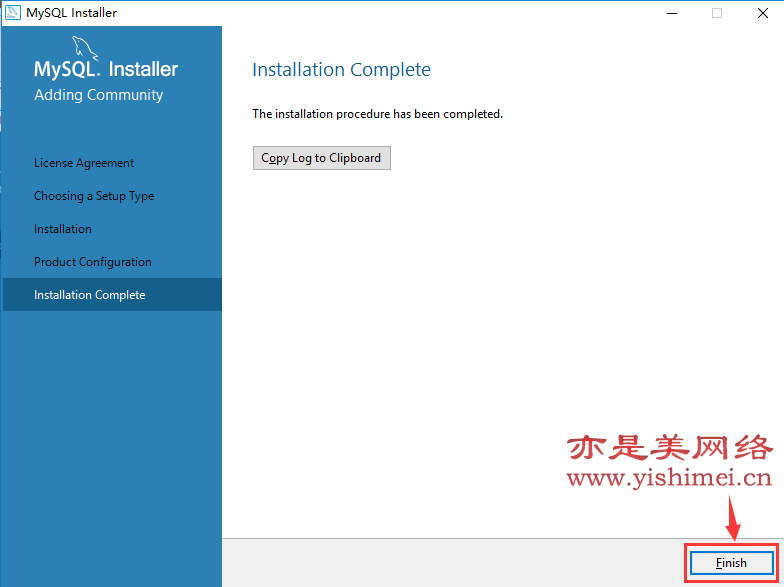 MySQL Installer
MySQL. Installer
Adding Community
License Agreement
Choosing a Setup Type
Installation
Product Configuration
Installation Complete
Installation Complete
The installation procedure has been completed.
Copy Log to Clipboard
亦是美网络
www.yishimei.cn
Finish